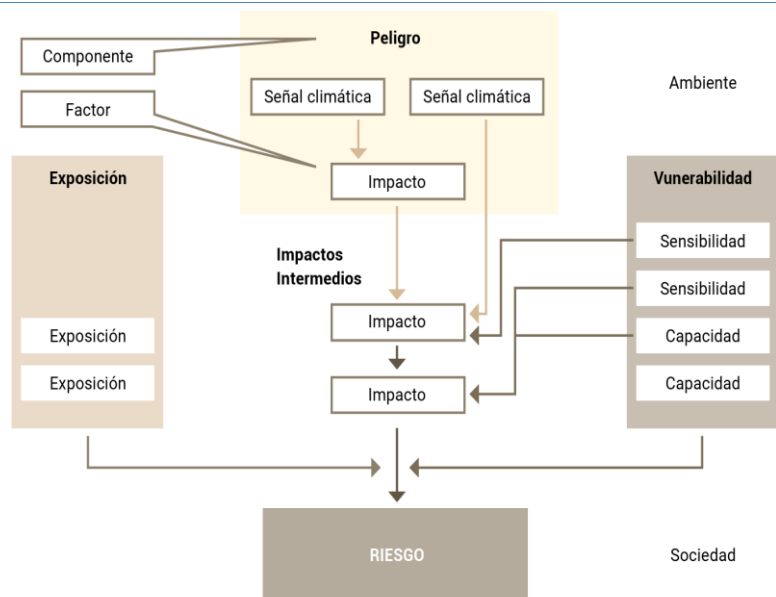 Peligro
Componente
Ambiente
Señal climática
Señal climática
Factor
Exposición
Impacto
Vunerabilidad
Impactos
Intermedios
Sensibilidad
Sensibilidad
Impacto
Exposición
Capacidad
Exposición
Impacto
Capacidad
RIESGO
Sociedad